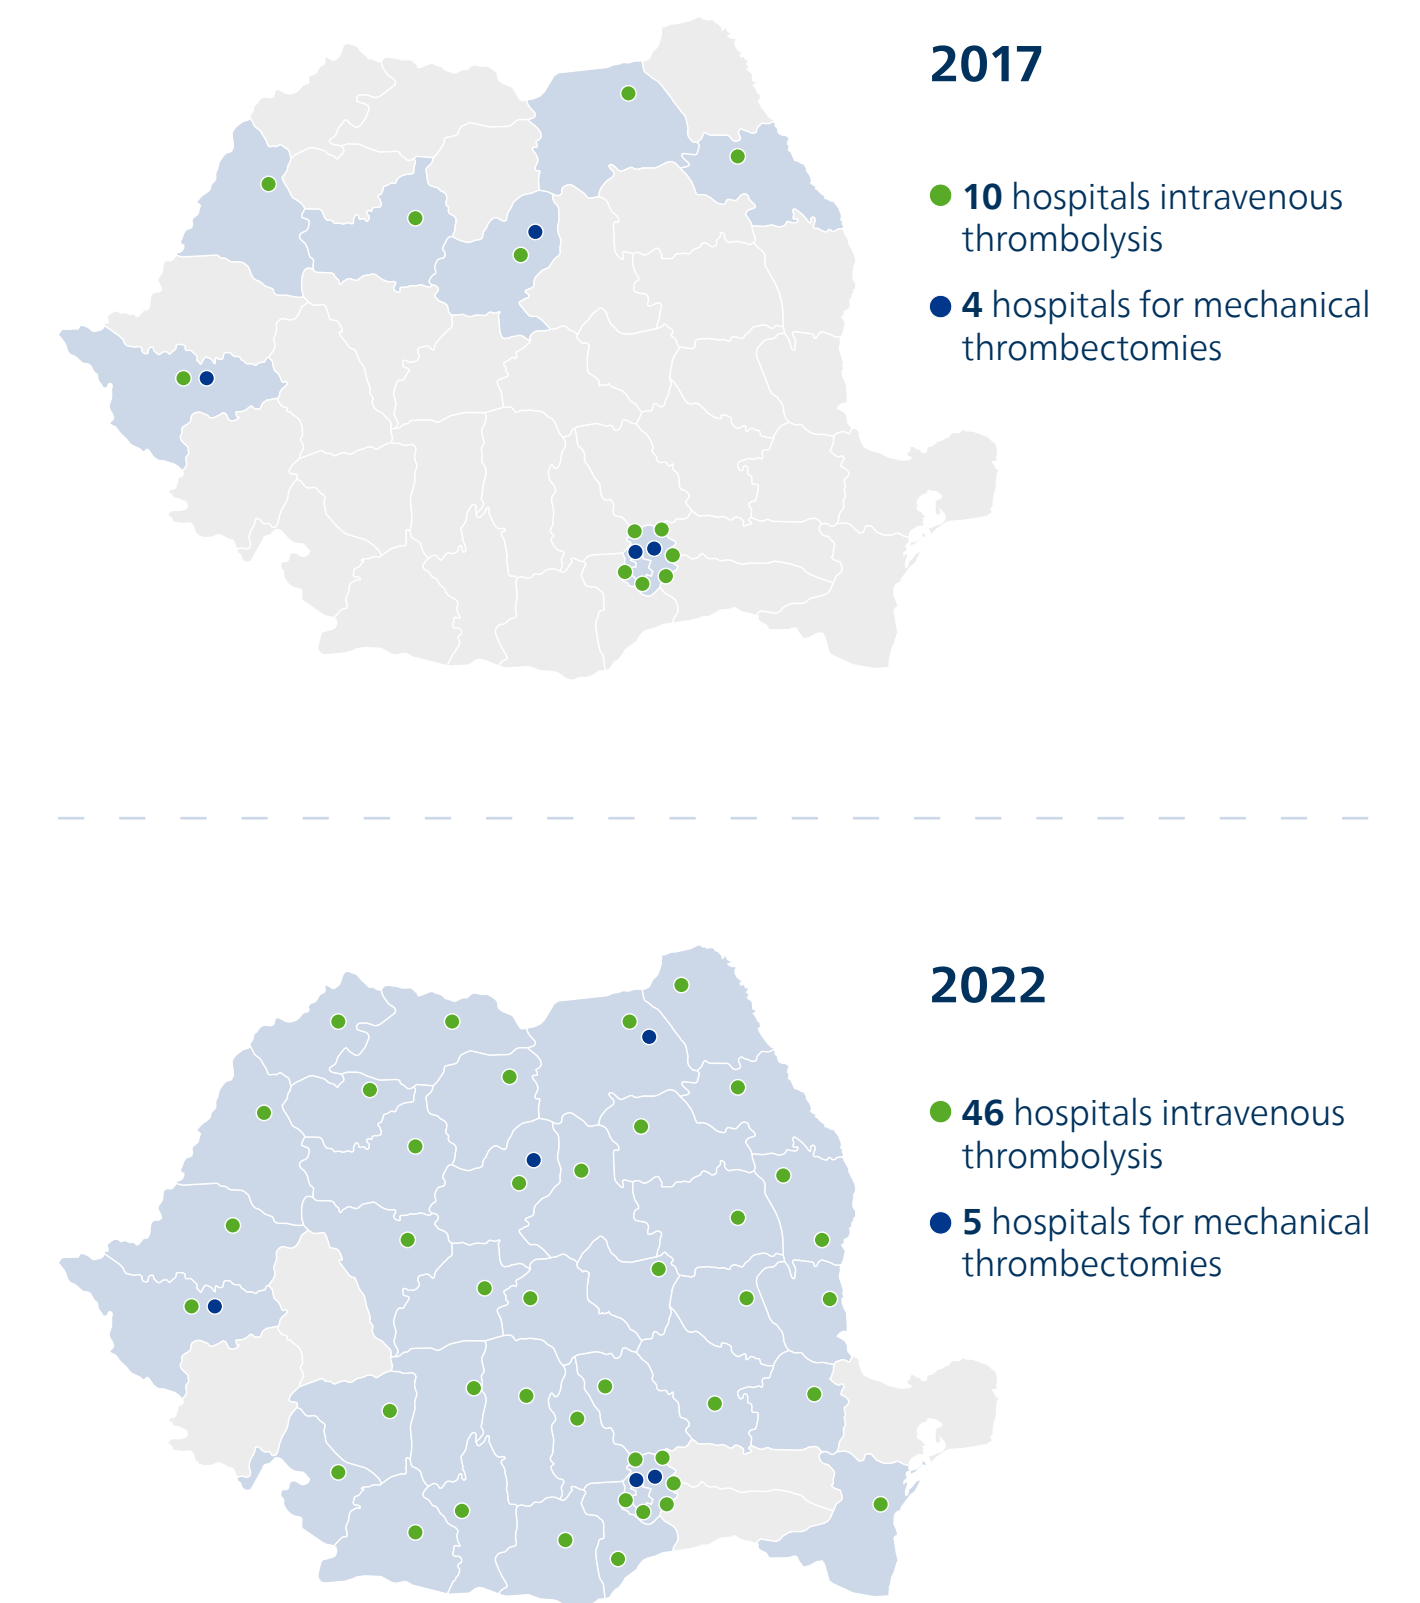 2017
10 hospitals intravenous
thrombolysis
4 hospitals for mechanical
thrombectomies
2022
46 hospitals intravenous
thrombolysis
5 hospitals for mechanical
thrombectomies